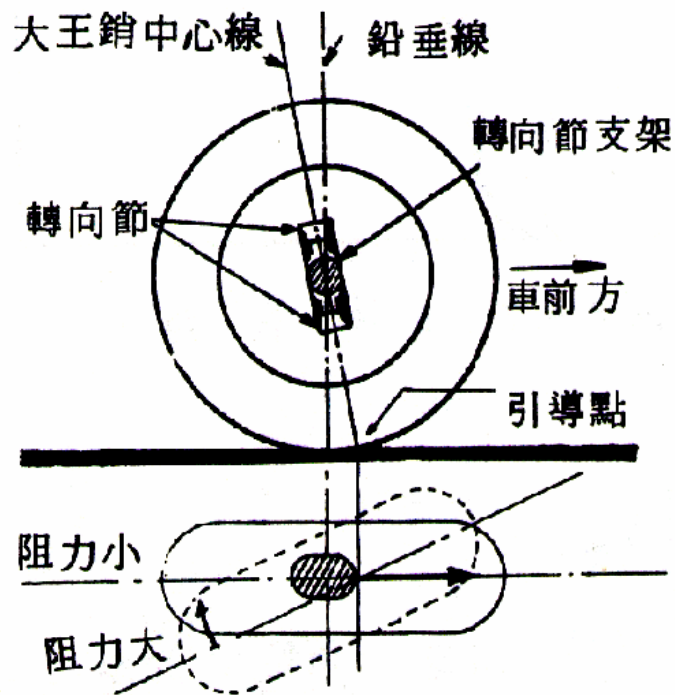 大王銷中心線
鉛垂線
轉向節支架
轉向節
車前方
引導點
阻力小
阻力大